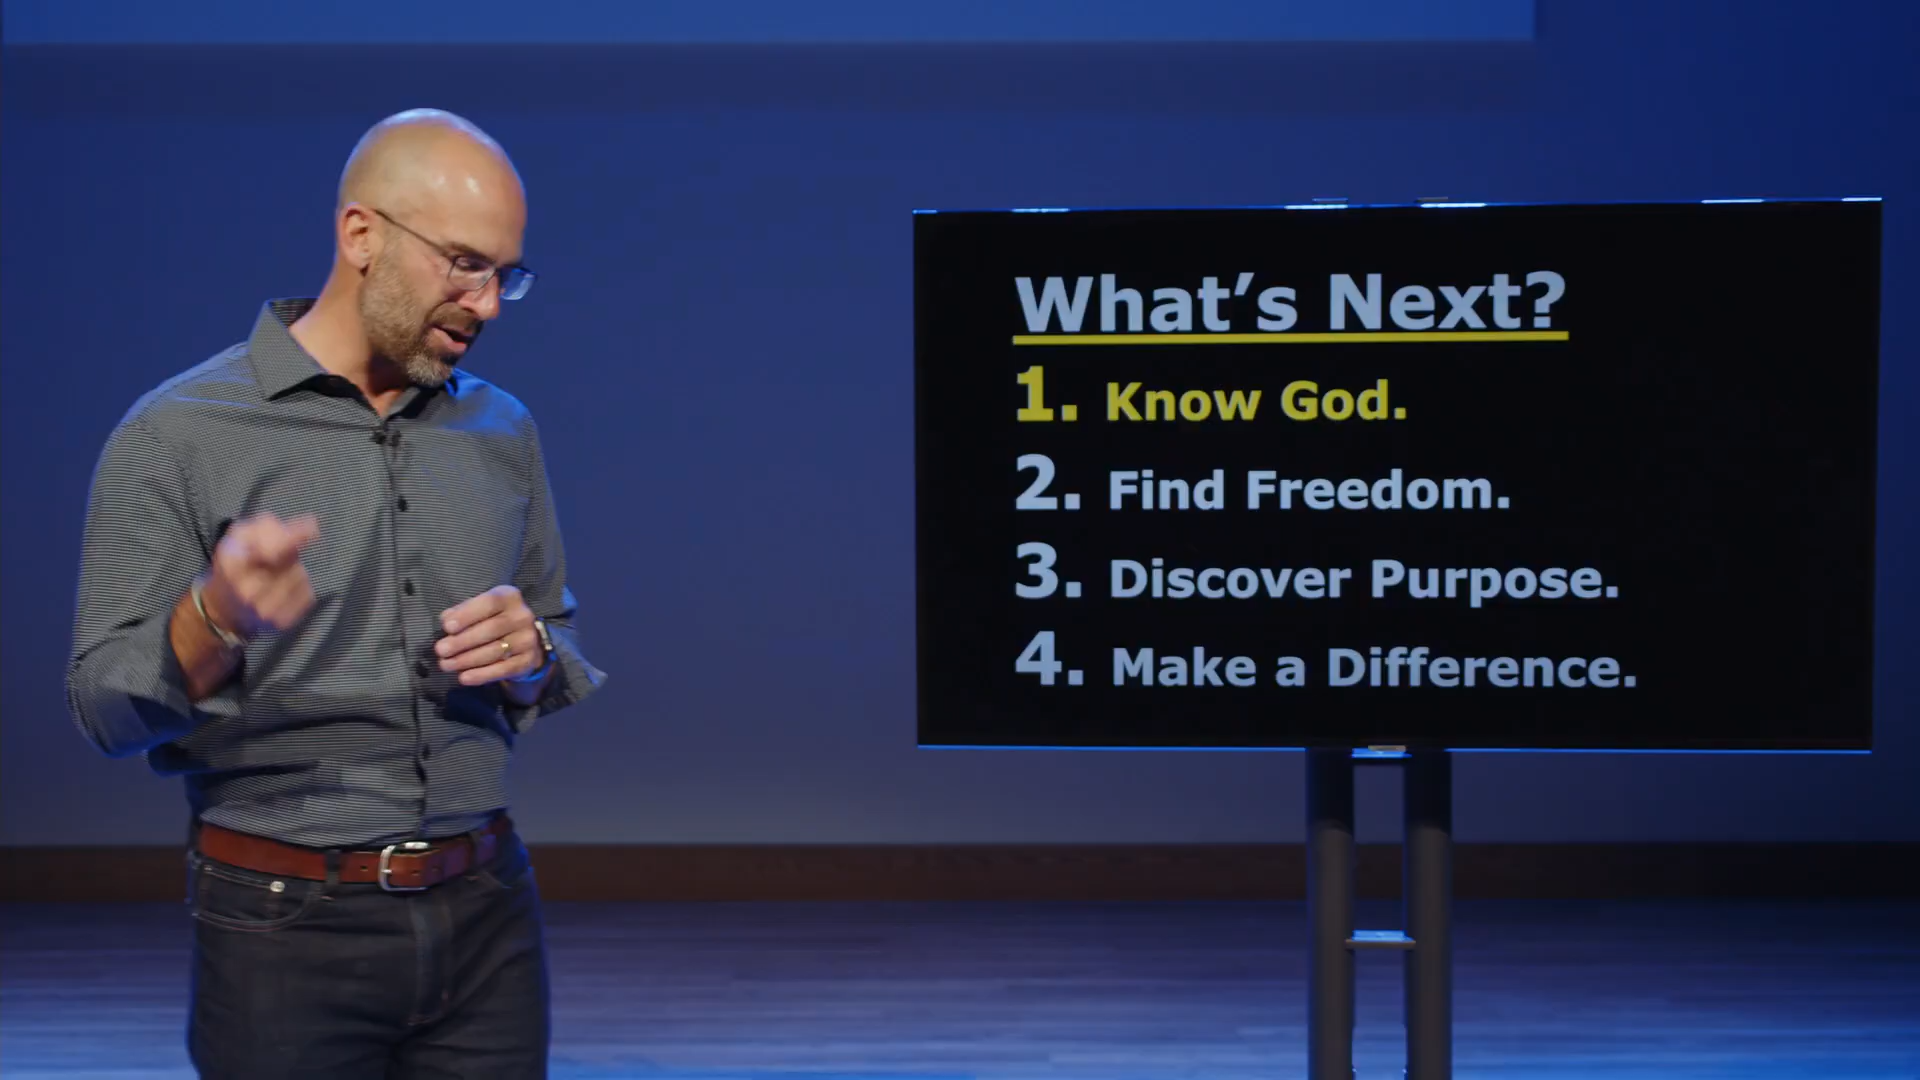 What's Next?
1. Know God.
2. Find Freedom.
3. Discover Purpose.
4. Make a Difference.